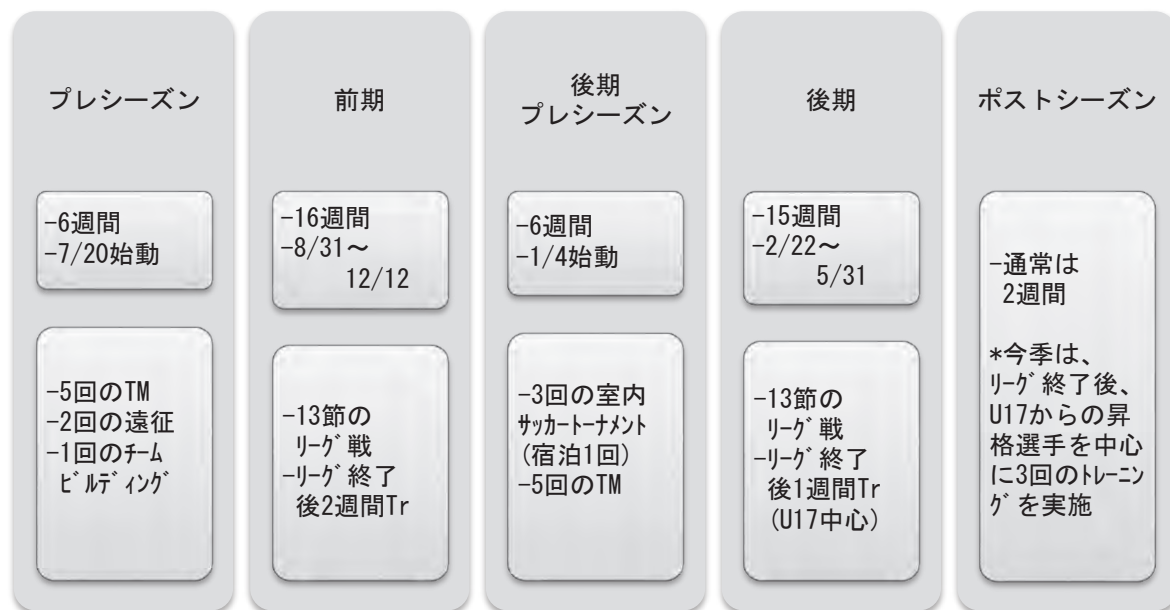 プレシーズン
-6週間
-7/20始動
-5回のTM
-2回の遠征
-1回のﾁｰﾑ
ﾋﾞﾙﾃﾞｨﾝｸﾞ
前期
-16週間
-8/31～
12/12
-13節の
ﾘｰｸﾞ戦
-ﾘｰｸﾞ終了
後2週間Tr
後期
プレシーズン
-6週間
-1/4始動
-3回の室内
ｻｯｶｰﾄｰﾅﾒﾝﾄ
(宿泊1回)
-5回のTM
後期
-15週間
-2/22～
5/31
-13節の
ﾘｰｸﾞ戦
-ﾘｰｸﾞ終了
後1週間Tr
(U17中心)
ポストシーズン
-通常は
2週間
*今季は、
ﾘｰｸﾞ終了後、
U17からの昇
格選手を中心
に3回のﾄﾚｰﾆﾝ
ｸﾞを実施